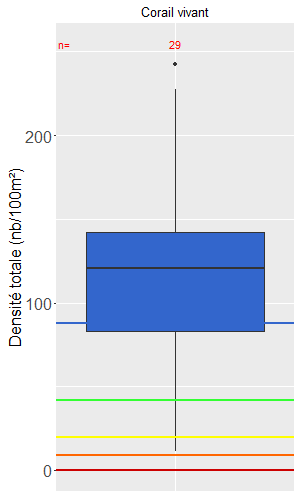 Corail vivant
n= 29
200
Densité totale (nb/100m²)
100
0